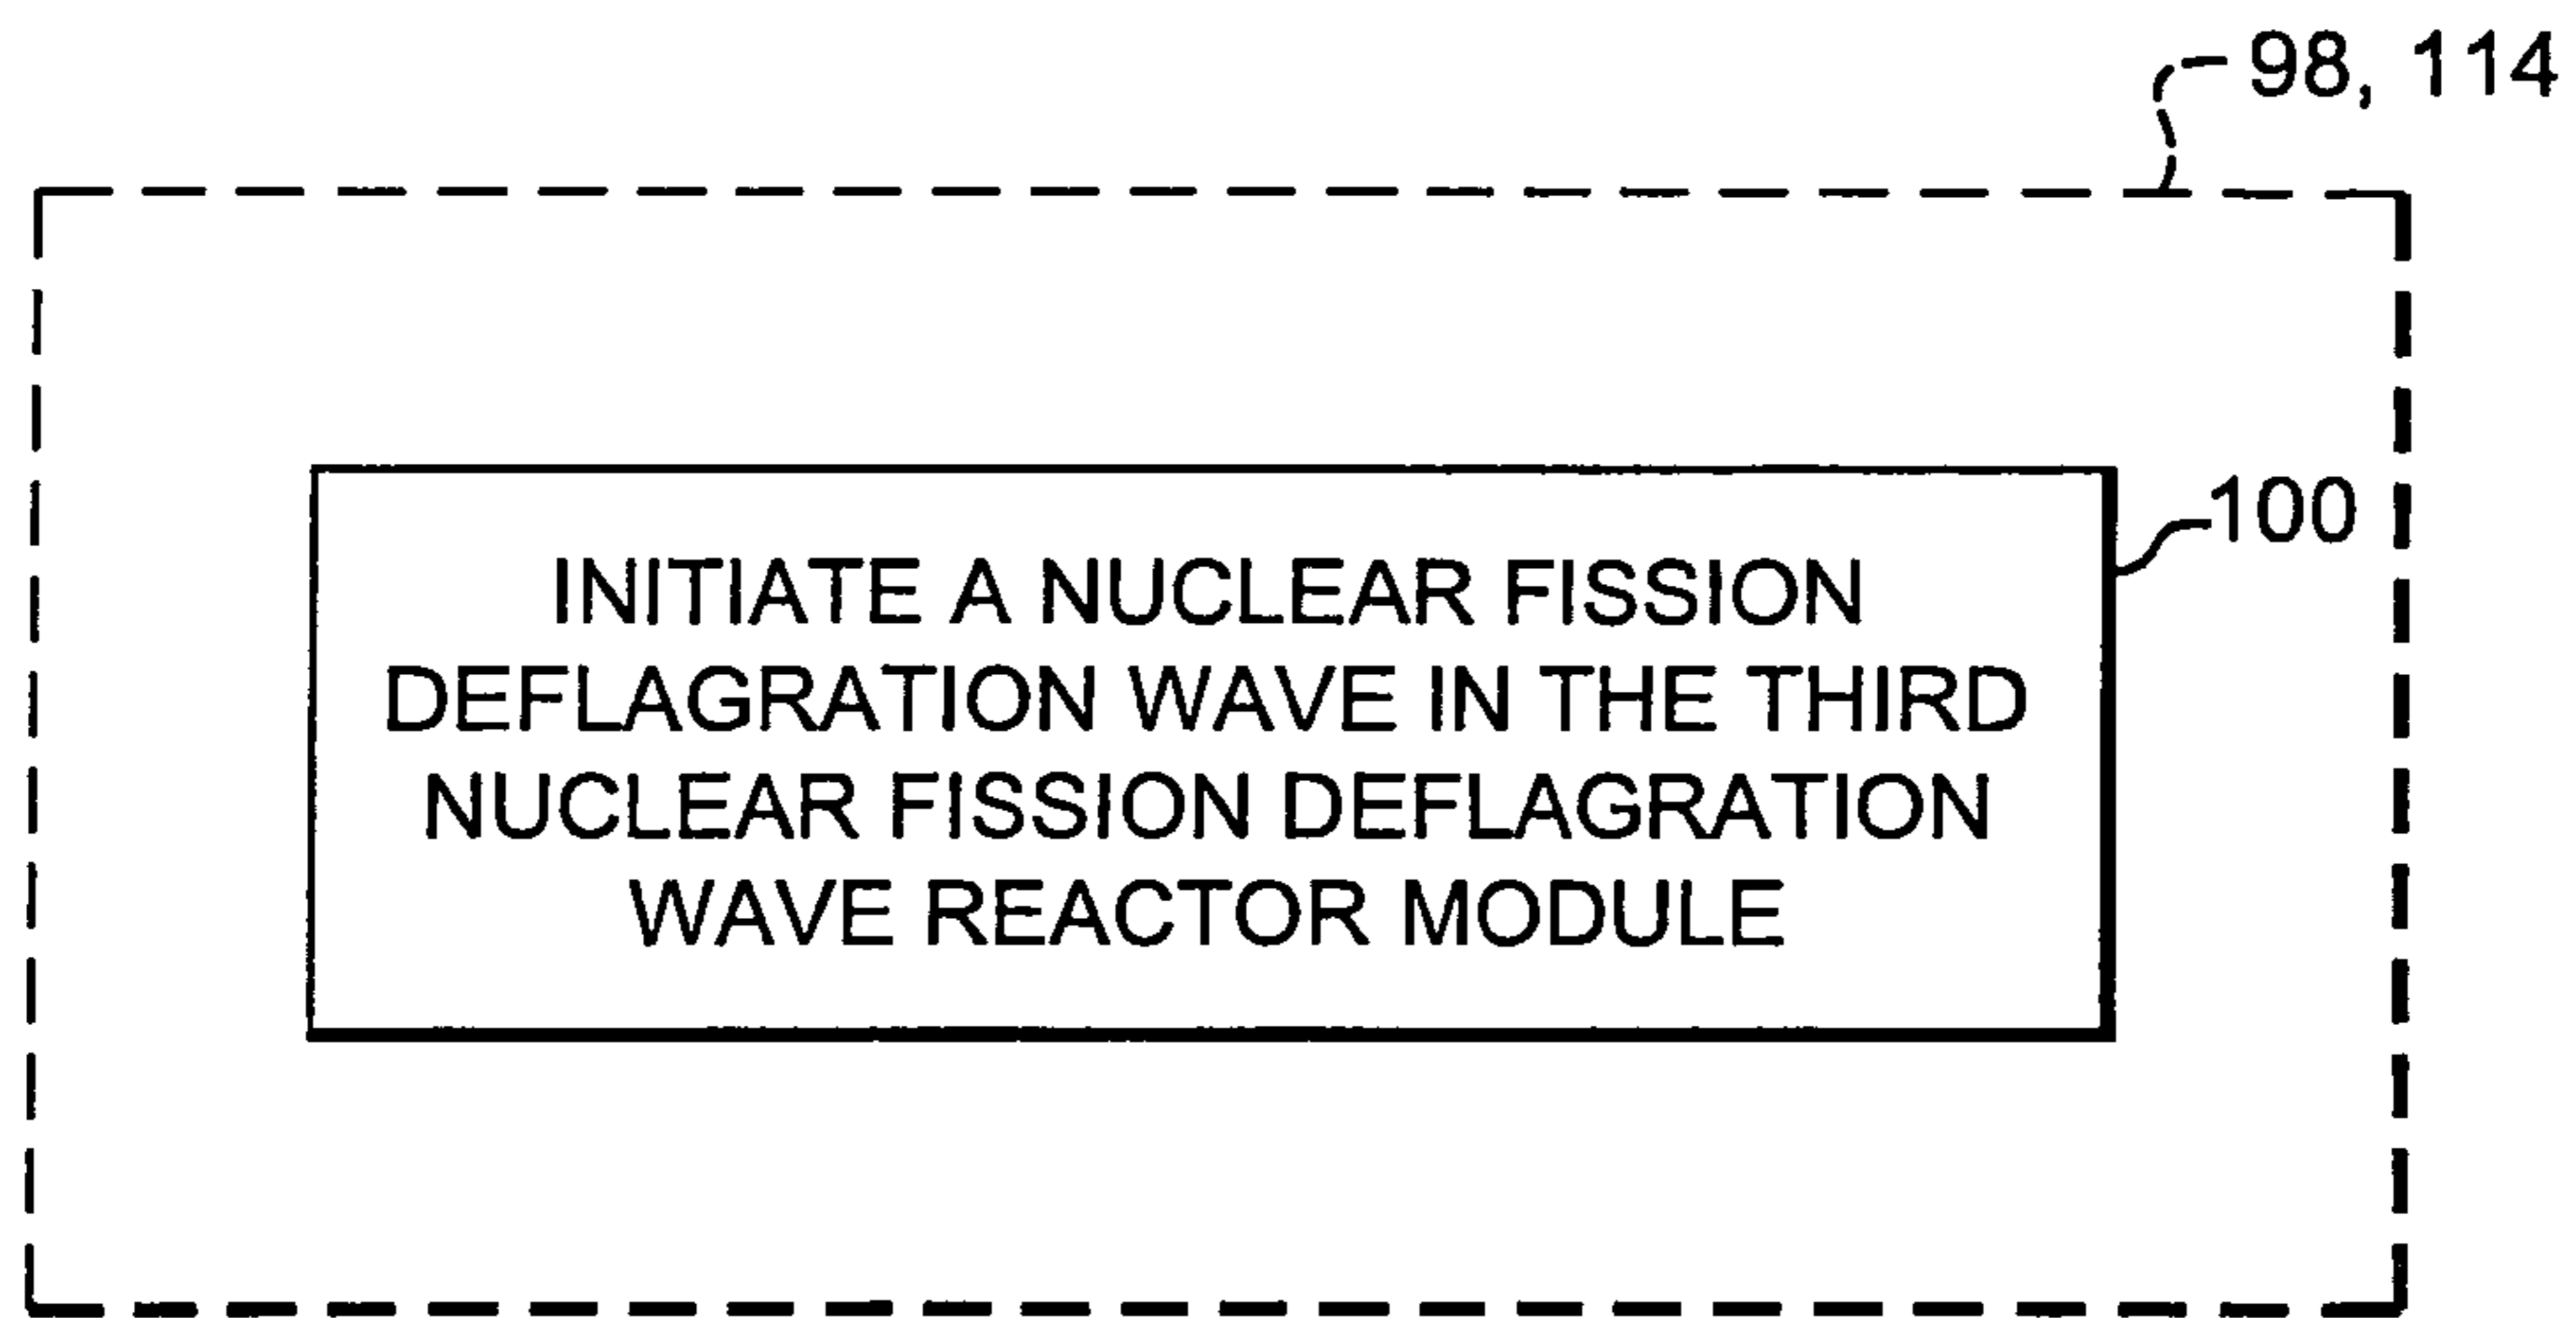 98, 114
100
INITIATE A NUCLEAR FISSION
DEFLAGRATION WAVE IN THE THIRD
NUCLEAR FISSION DEFLAGRATION
WAVE REACTOR MODULE